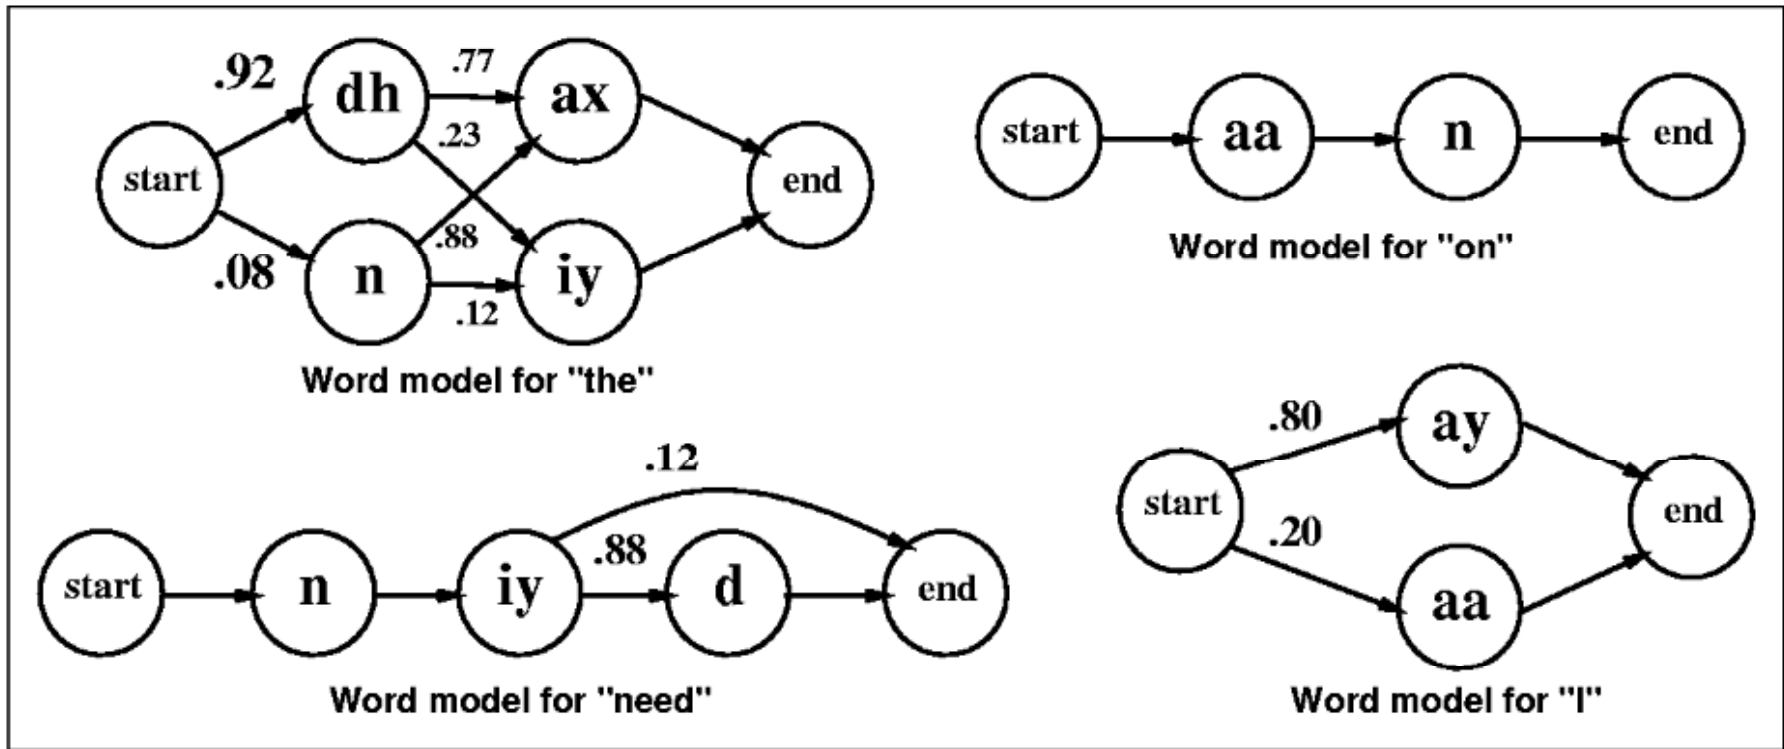 .92 dh .77 ax
start .23 end
.08 n .88 iy
.12
Word model for "the"
start aa n end
Word model for "on"
.12
start n iy .88 d end
Word model for "need"
.80 ay
start end
.20 aa
Word model for "I"